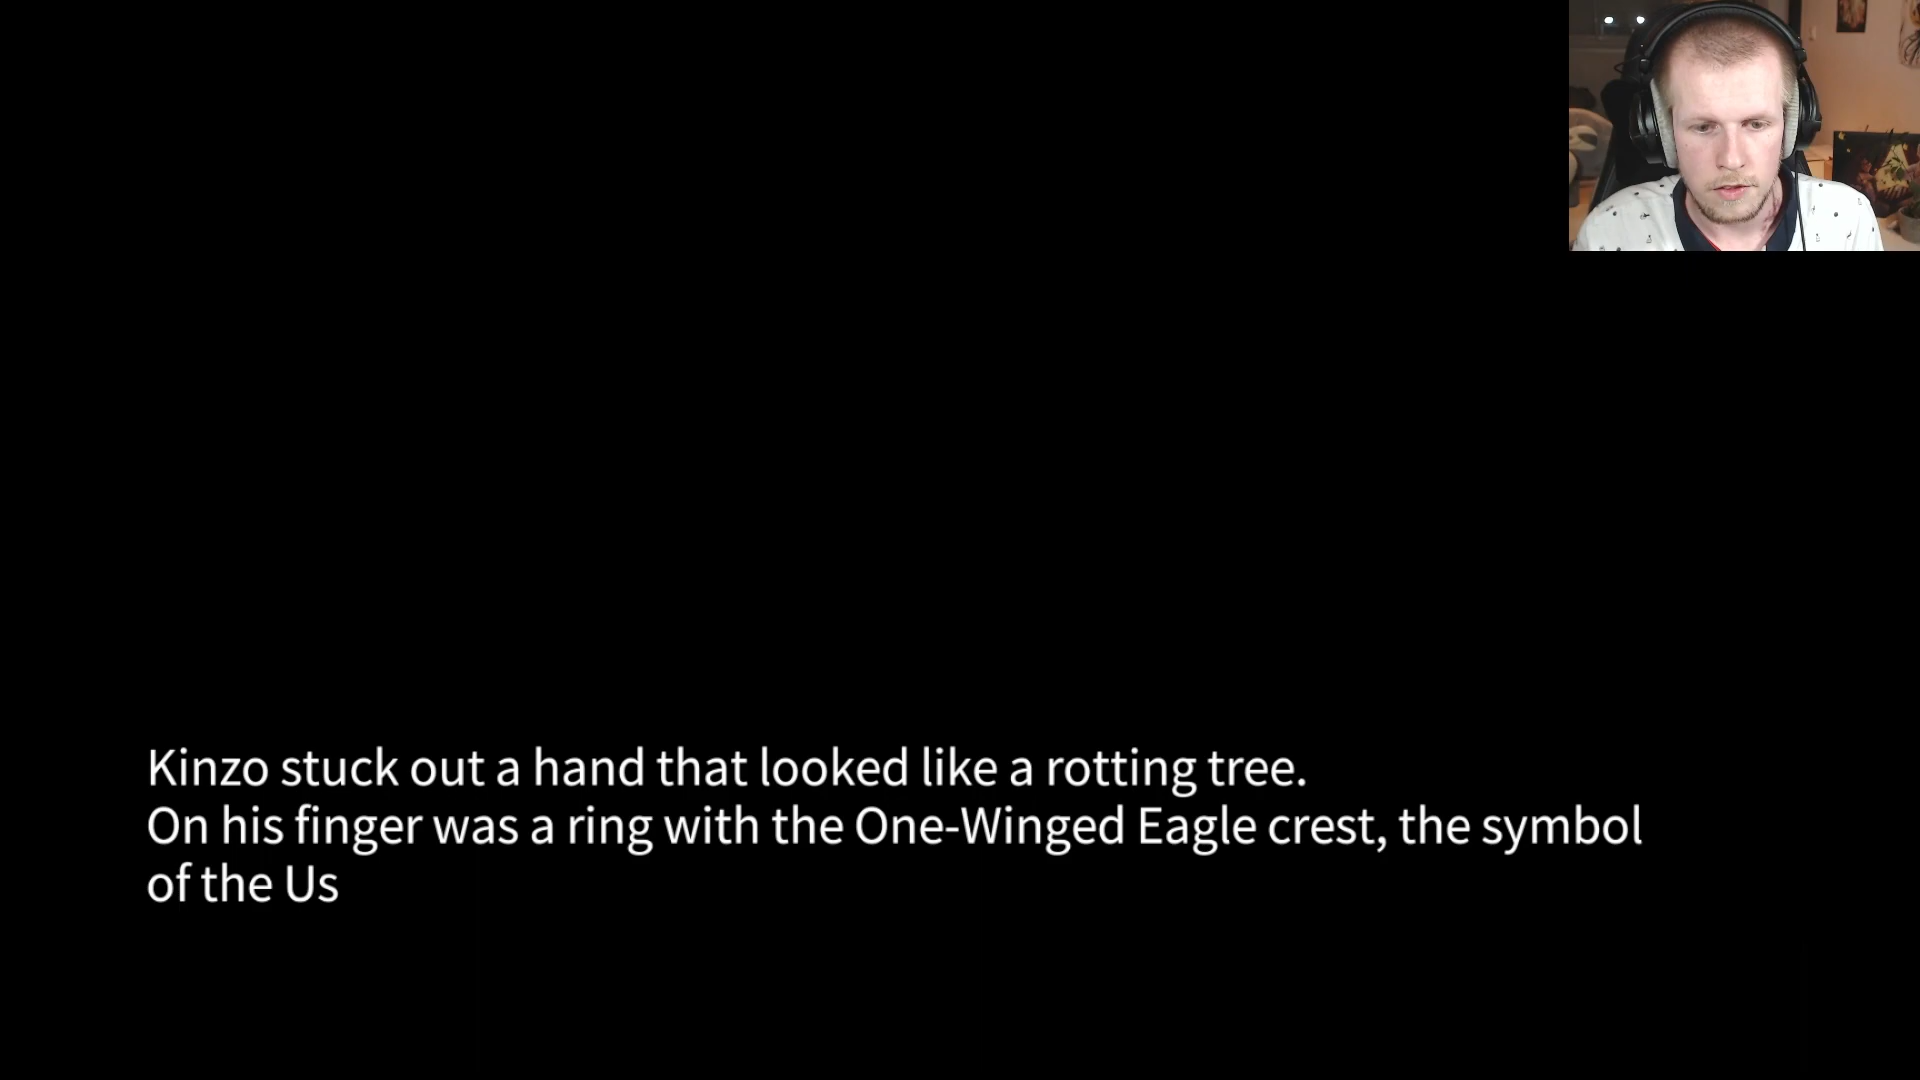 Kinzo stuck out a hand that looked like a rotting tree.
On his finger was a ring with the One-Winged Eagle crest, the symbol
of the Us